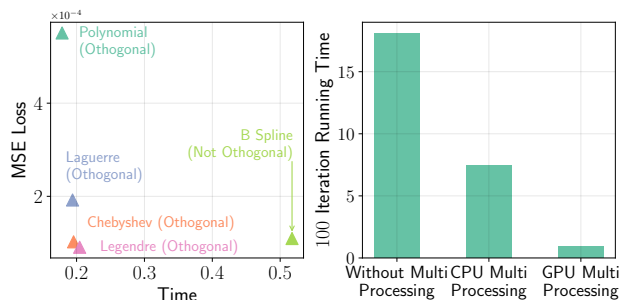 ×10⁻⁴
Polynomial
(Othogonal)
4
MSE Loss
B Spline
(Not Othogonal)
Laguerre
(Othogonal)
2
Chebyshev (Othogonal)
Legendre (Othogonal)
0.2 0.3 0.4 0.5
Time
100 Iteration Running Time
15
10
5
0
Without Multi
Processing
CPU Multi
Processing
GPU Multi
Processing